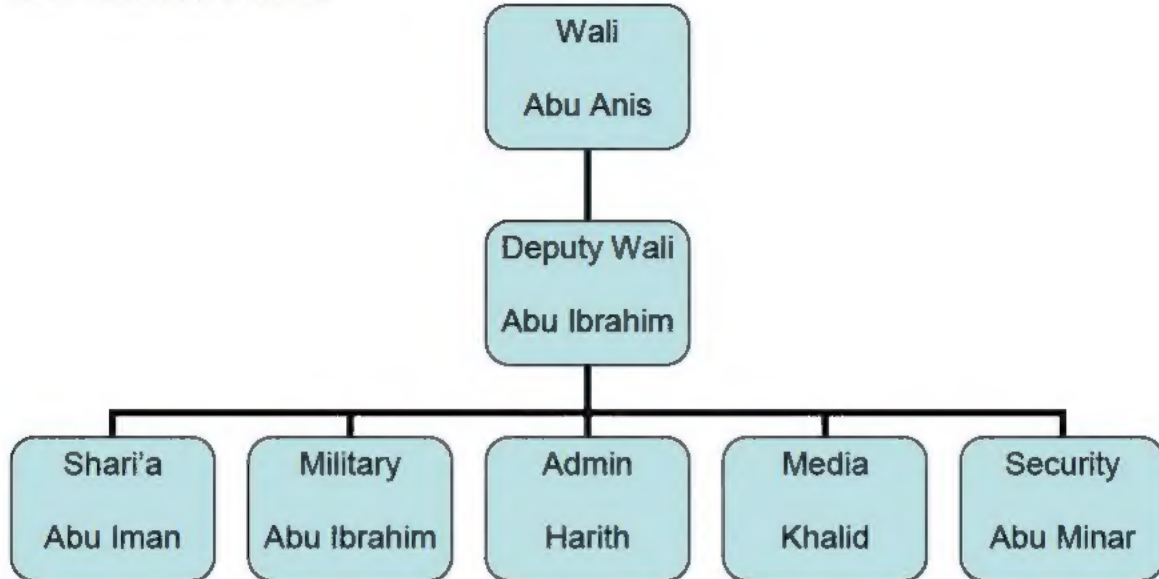 Wali
Abu Anis
Deputy Wali
Abu Ibrahim
Shari'a
Abu Iman
Military
Abu Ibrahim
Admin
Harith
Media
Khalid
Security
Abu Minar